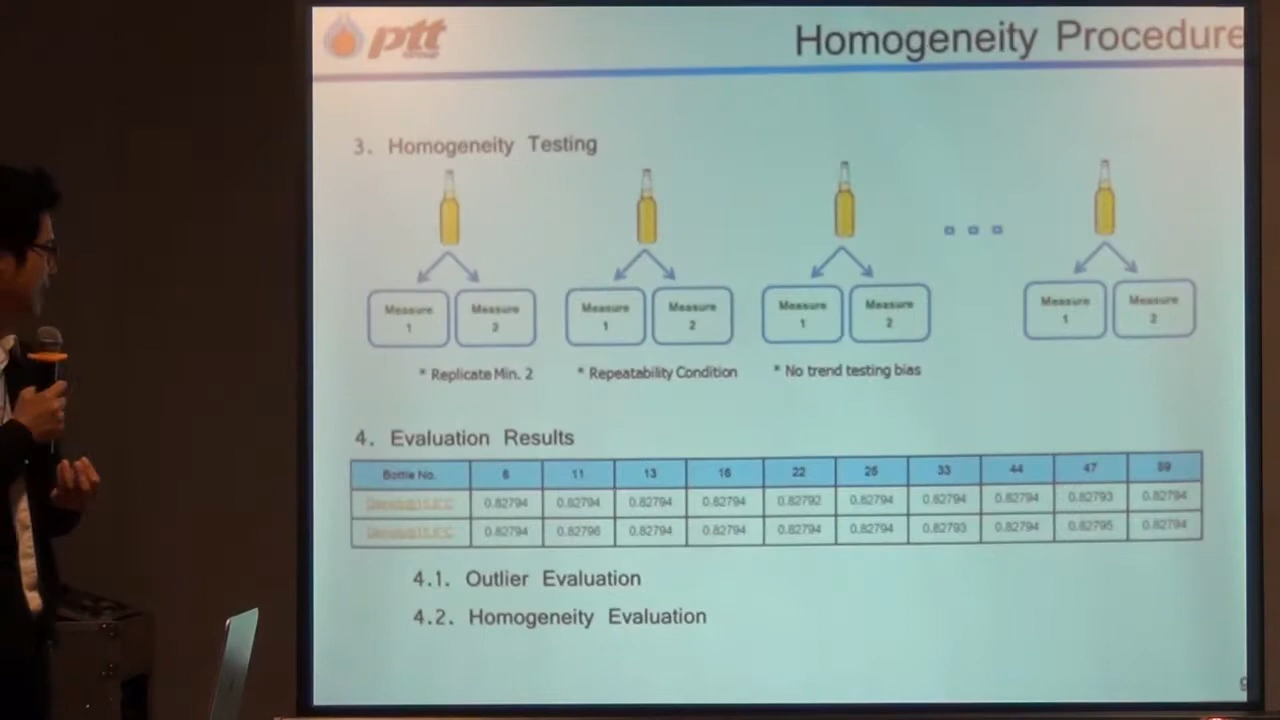 ptt
Homogeneity Procedure
3. Homogeneity Testing
Measure 1 Measure 2 Measure 1 Measure 2 Measure 1 Measure 2 Measure 1 Measure 2
* Replicate Min. 2 * Repeatability Condition * No trend testing bias
4. Evaluation Results
Bottle No. 6 11 13 16 22 25 33 44 47 59
0.82794 0.82794 0.82794 0.82794 0.82792 0.82794 0.82794 0.82794 0.82793 0.82794
0.82794 0.82796 0.82794 0.82794 0.82794 0.82794 0.82793 0.82794 0.82795 0.82794
4.1. Outlier Evaluation
4.2. Homogeneity Evaluation
9